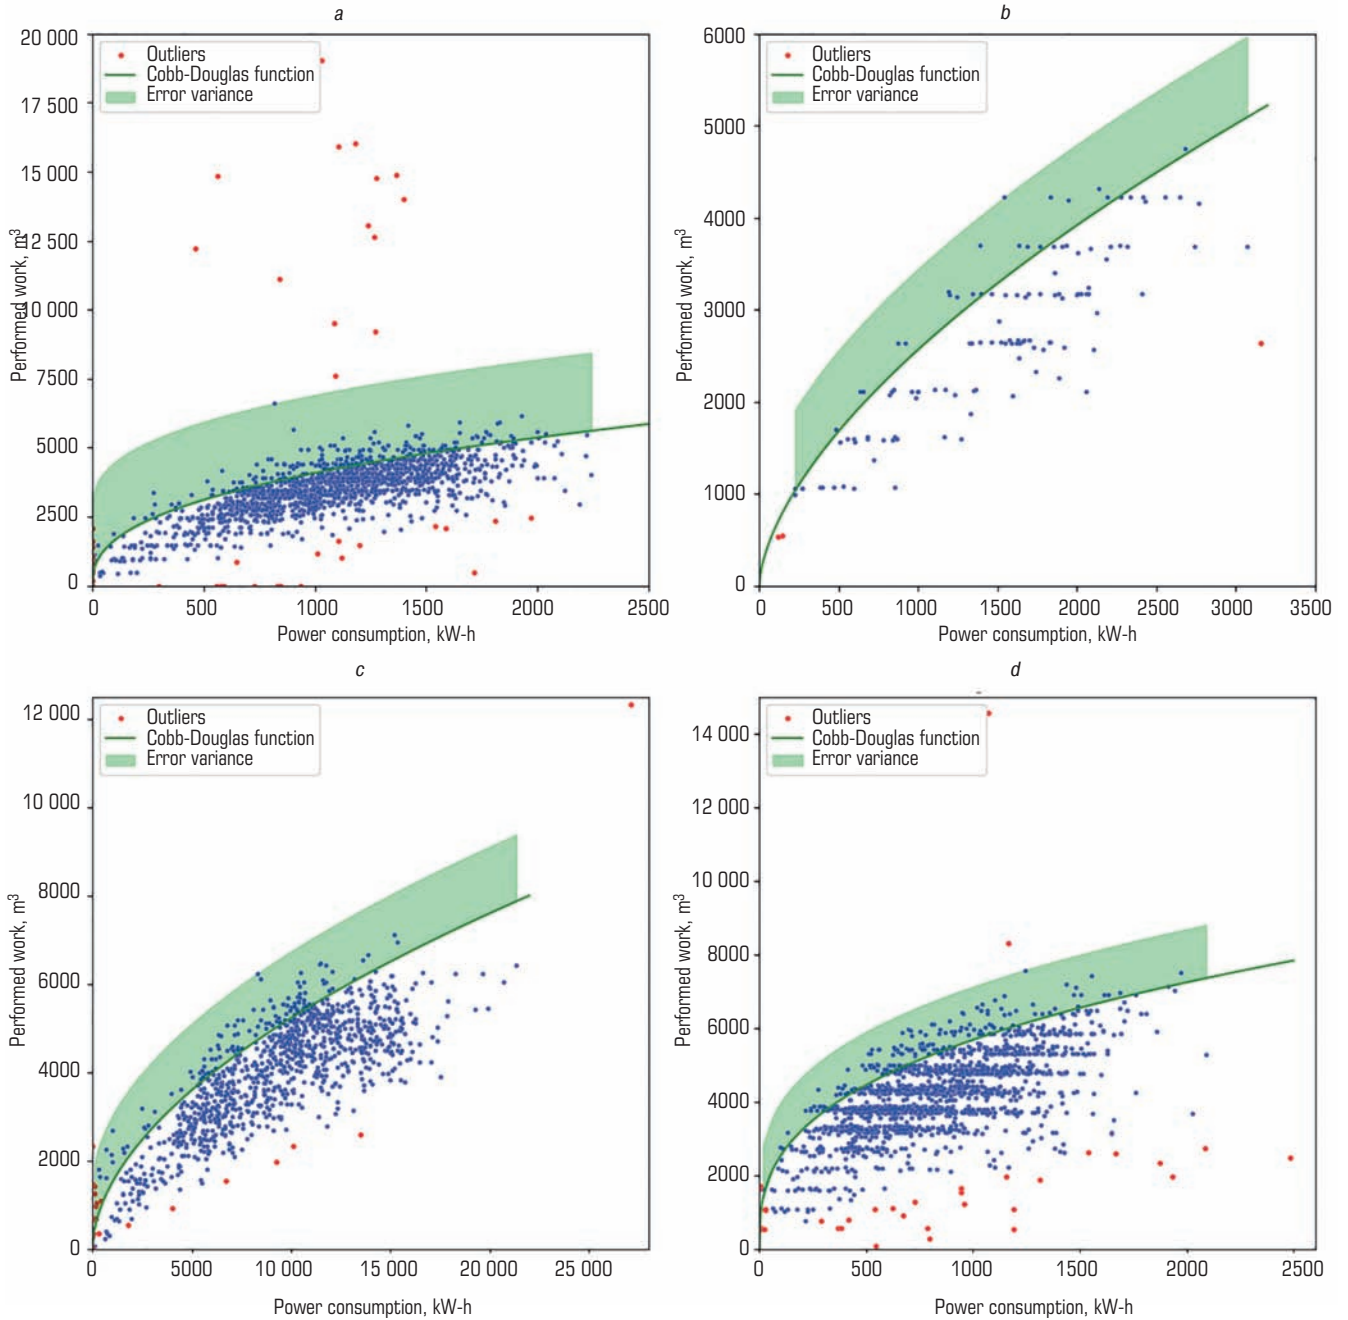 a
20 000
17 500
15 000
12 500
10 000
7500
5000
2500
0
Performed work, m³
Outliers
Cobb-Douglas function
Error variance
0 500 1000 1500 2000 2500
Power consumption, kW-h
b
6000
5000
4000
3000
2000
1000
0
Performed work, m³
Outliers
Cobb-Douglas function
Error variance
0 500 1000 1500 2000 2500 3000 3500
Power consumption, kW-h
c
12 000
10 000
8000
6000
4000
2000
0
Performed work, m³
Outliers
Cobb-Douglas function
Error variance
0 5000 10 000 15 000 20 000 25 000
Power consumption, kW-h
d
14 000
12 000
10 000
8000
6000
4000
2000
0
Performed work, m³
Outliers
Cobb-Douglas function
Error variance
0 500 1000 1500 2000 2500
Power consumption, kW-h